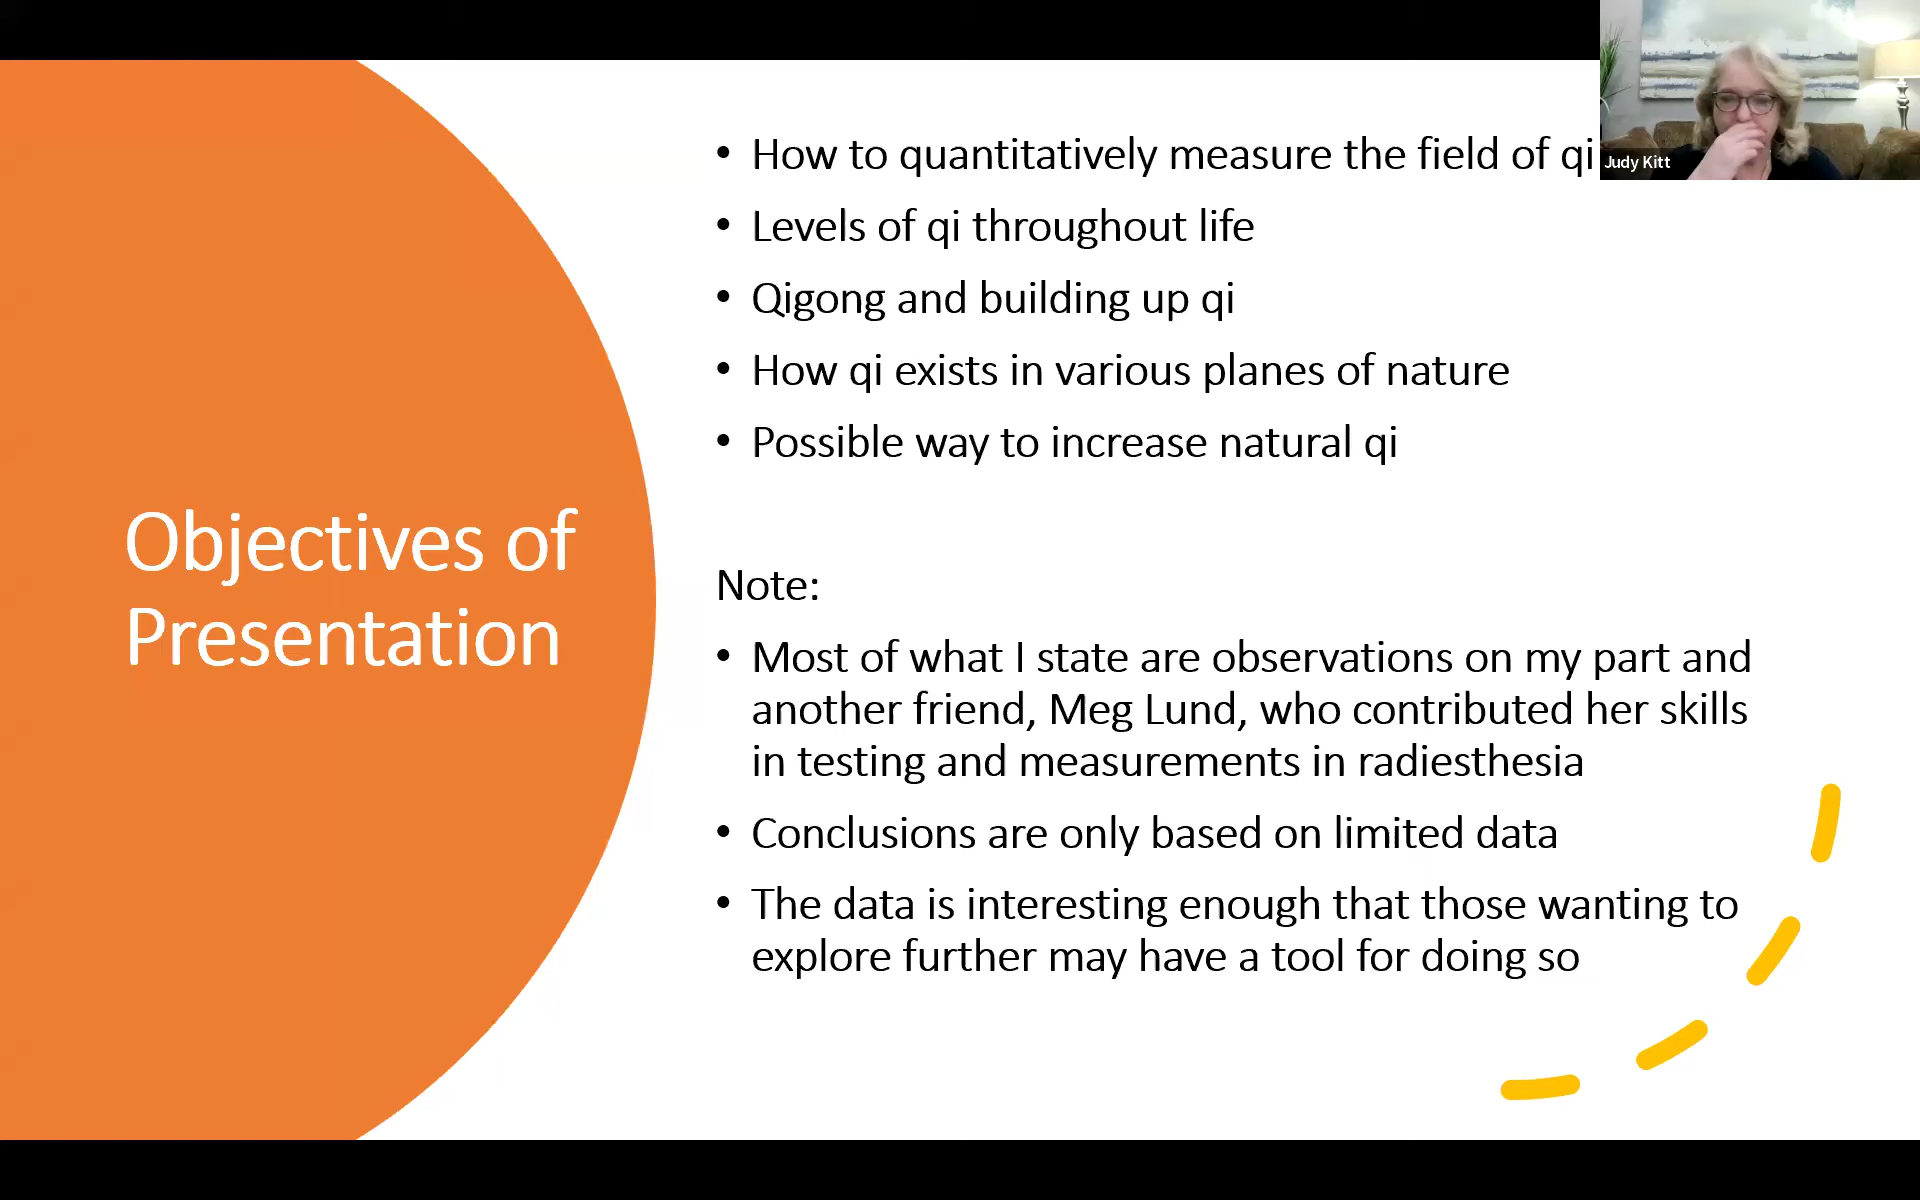 Objectives of
Presentation
• How to quantitatively measure the field of qi
• Levels of qi throughout life
• Qigong and building up qi
• How qi exists in various planes of nature
• Possible way to increase natural qi
Note:
• Most of what I state are observations on my part and
another friend, Meg Lund, who contributed her skills
in testing and measurements in radiesthesia
• Conclusions are only based on limited data
• The data is interesting enough that those wanting to
explore further may have a tool for doing so
Judy Kitt